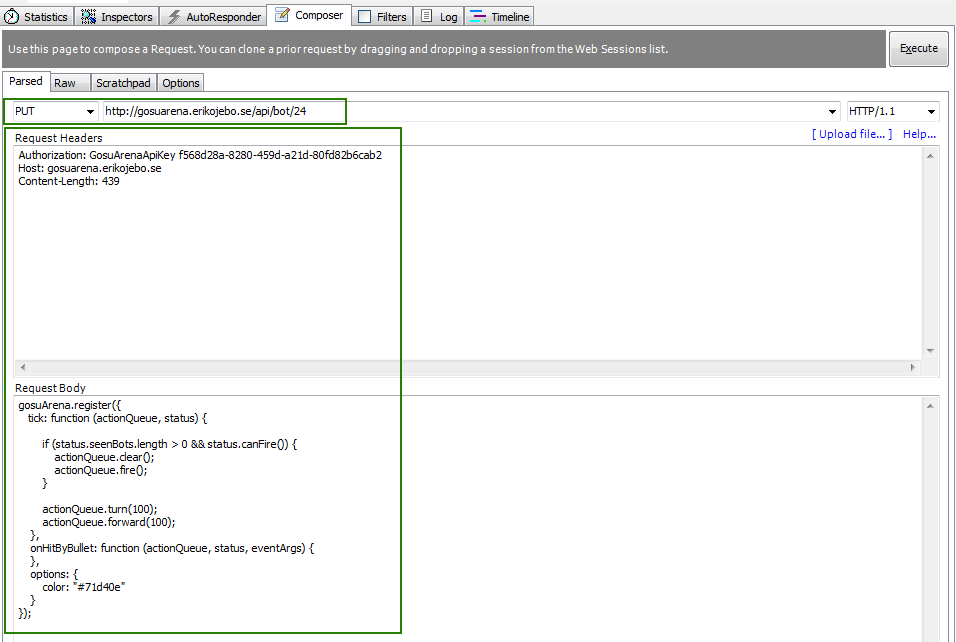 Statistics Inspectors AutoResponder Composer Filters Log Timeline
Use this page to compose a Request. You can clone a prior request by dragging and dropping a session from the Web Sessions list.
Execute
Parsed Raw Scratchpad Options
PUT http://gosuarena.erikojebo.se/api/bot/24 HTTP/1.1
Request Headers [ Upload file... ] Help...
Authorization: GosuArenaApiKey f568d28a-8280-459d-a21d-80fd82b6cab2
Host: gosuarena.erikojebo.se
Content-Length: 439
Request Body
gosuArena.register({
tick: function (actionQueue, status) {
if (status.seenBots.length > 0 && status.canFire()) {
actionQueue.clear();
actionQueue.fire();
}
actionQueue.turn(100);
actionQueue.forward(100);
},
onHitByBullet: function (actionQueue, status, eventArgs) {
},
options: {
color: "#71d40e"
}
});